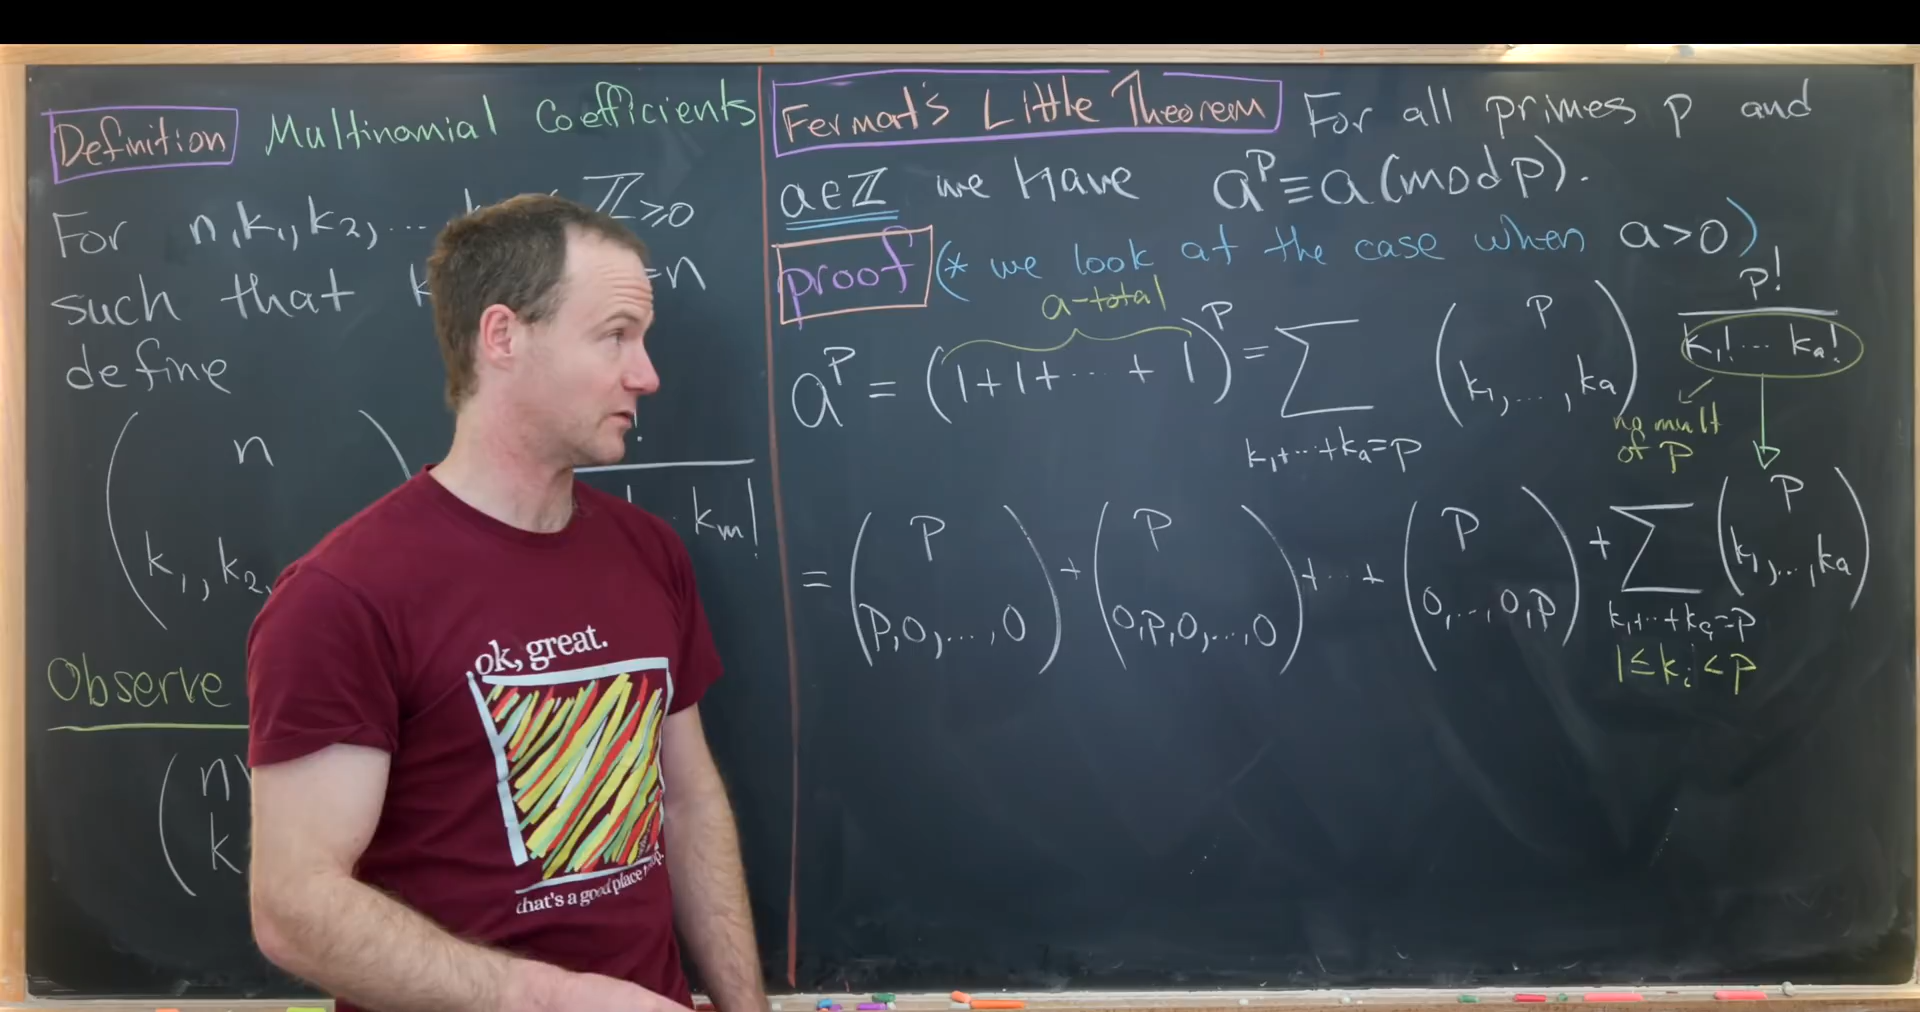 Definition Multinomial Coefficients
For n, k₁, k₂, ... ∈ ℤ≥0
such that k =n
define
( n
k₁, k₂, . kₘ!
Observe
( n )
k
Fermat's Little Theorem For all primes p and
a∈ℤ we have aᵖ≡a (mod p).
proof (* we look at the case when a>0)
a-total p!
aᵖ = (1+1+ ... + 1)ᵖ = ∑ ( p ) k₁! ... kₐ!
k₁, ..., kₐ
k₁+...+kₐ=p
no mult
of p
= ( p ) + ( p ) + ... + ( p ) + ∑ ( p )
p,0,...,0 0,p,0,...,0 0,...,0,p k₁,...,kₐ
k₁+...+kₐ=p
1≤kᵢ<p
ok, great.
that's a good place stop.